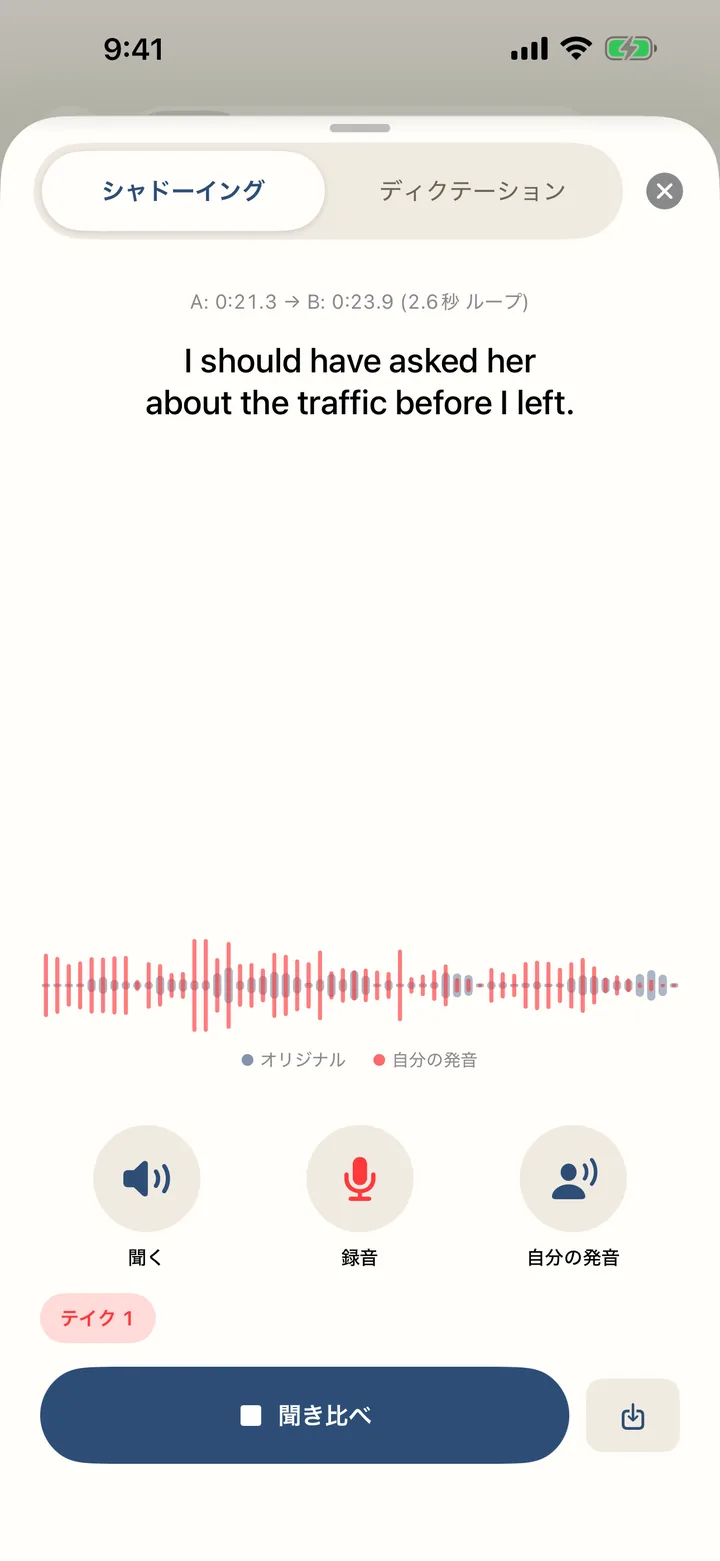 9:41
シャドーイング
ディクテーション
A: 0:21.3 → B: 0:23.9 (2.6秒 ループ)
I should have asked her
about the traffic before I left.
オリジナル
自分の発音
聞く
録音
自分の発音
テイク 1
聞き比べ